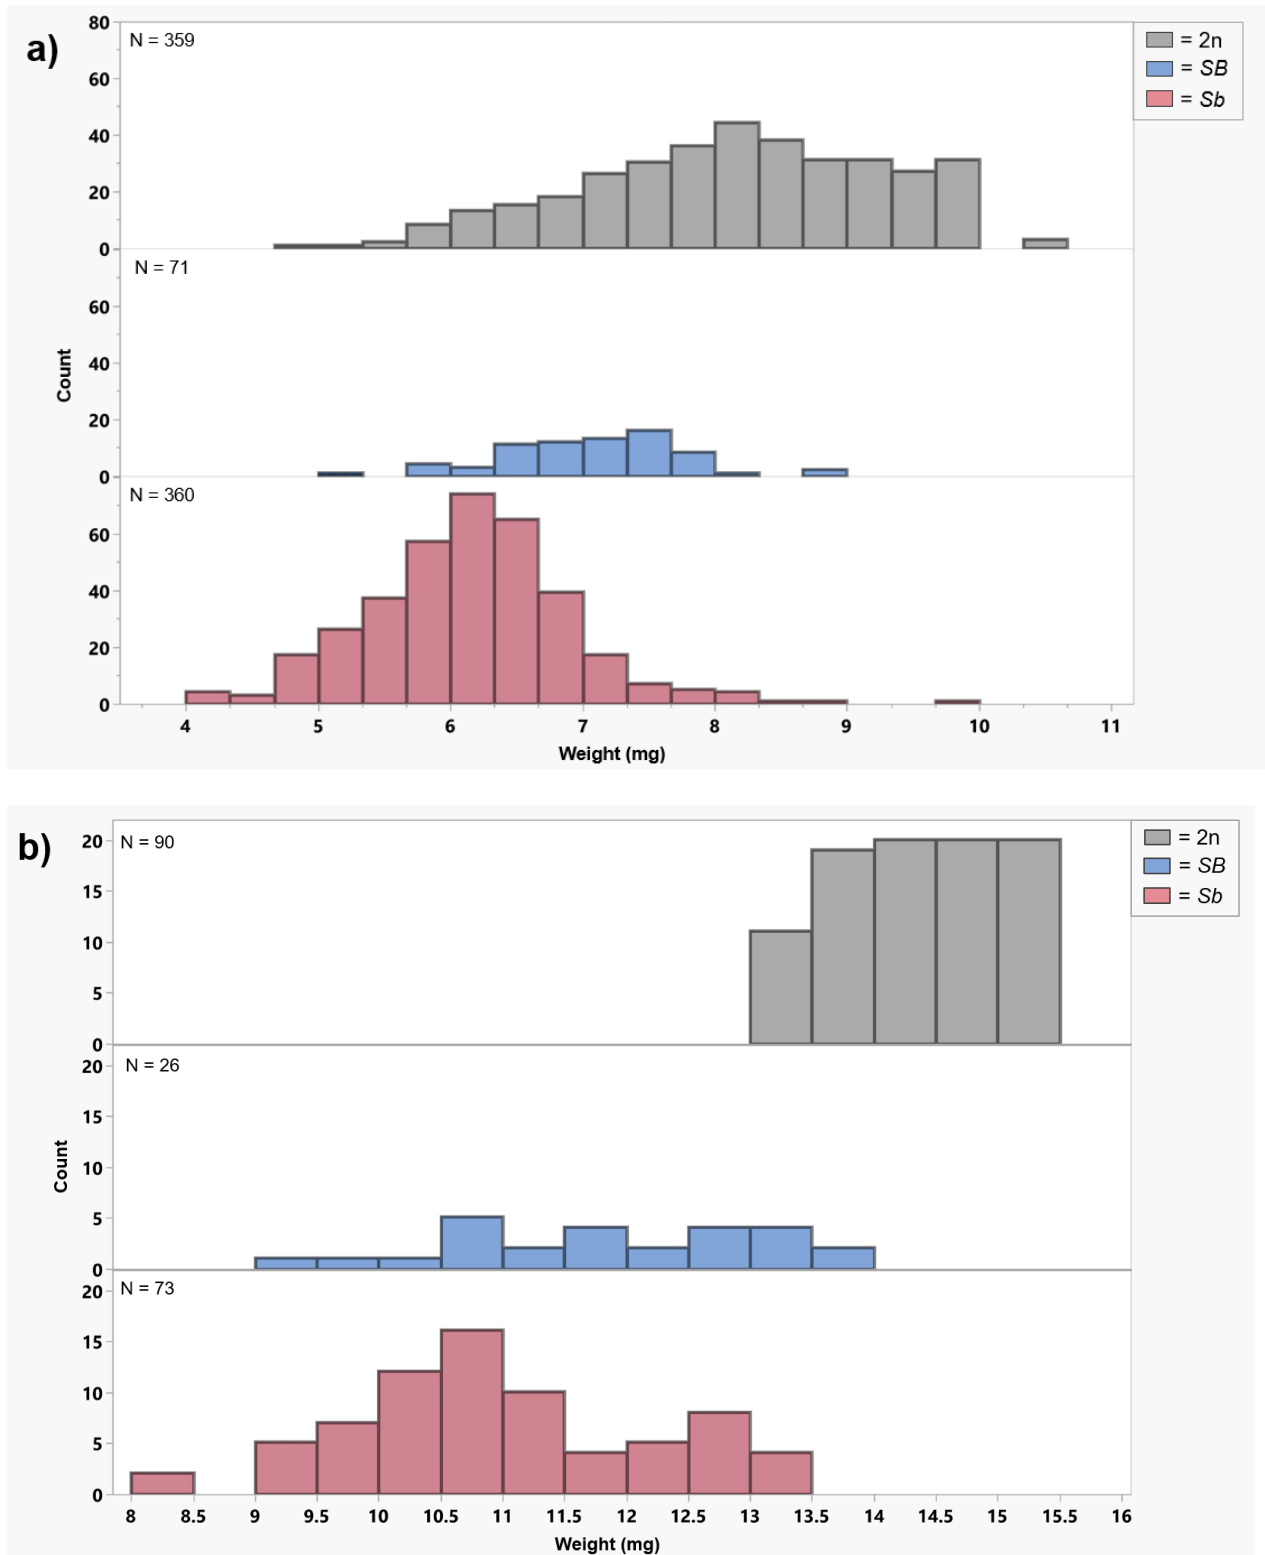 a)
80
60
40
20
0
N = 359
= 2n
= SB
= Sb
N = 71
60
40
20
0
Count
N = 360
60
40
20
0
4 5 6 7 8 9 10 11
Weight (mg)
b)
20
15
10
5
0
N = 90
= 2n
= SB
= Sb
N = 26
20
15
10
5
0
Count
N = 73
20
15
10
5
0
8 8.5 9 9.5 10 10.5 11 11.5 12 12.5 13 13.5 14 14.5 15 15.5 16
Weight (mg)